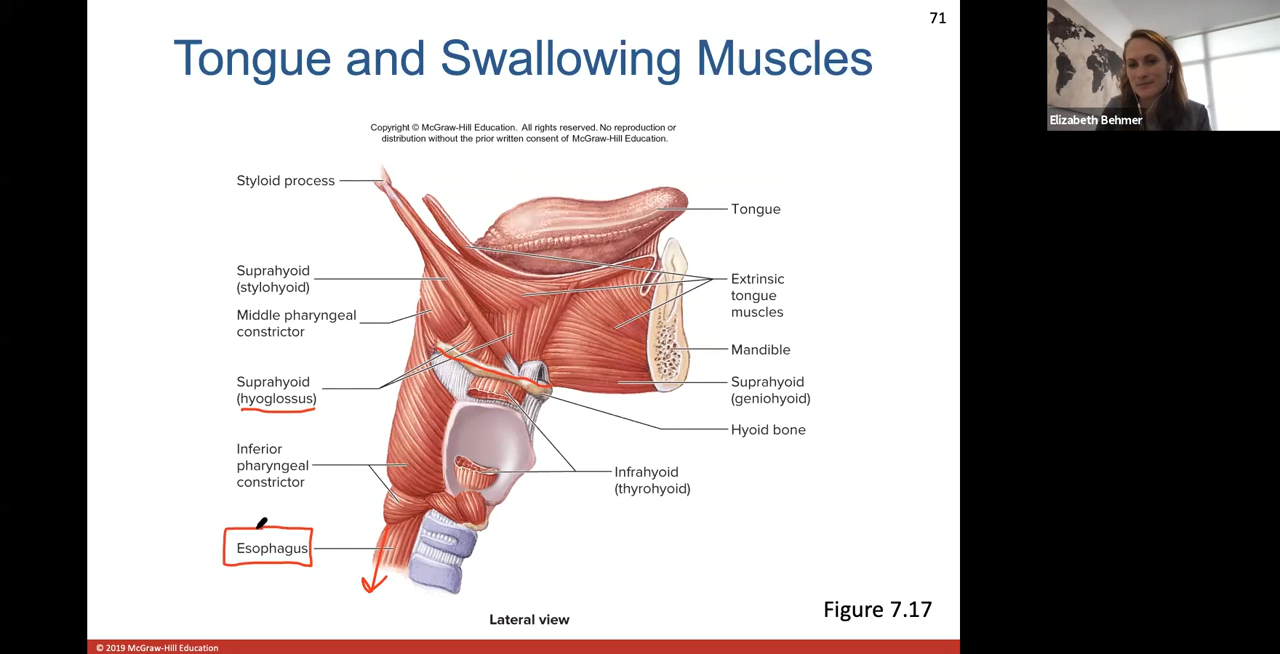 71
Tongue and Swallowing Muscles
Elizabeth Behmer
Copyright © McGraw-Hill Education. All rights reserved. No reproduction or
distribution without the prior written consent of McGraw-Hill Education.
Styloid process
Tongue
Suprahyoid
(stylohyoid)
Extrinsic
tongue
muscles
Middle pharyngeal
constrictor
Mandible
Suprahyoid
(hyoglossus)
Suprahyoid
(geniohyoid)
Hyoid bone
Inferior
pharyngeal
constrictor
Infrahyoid
(thyrohyoid)
Esophagus
Lateral view
Figure 7.17
© 2019 McGraw-Hill Education